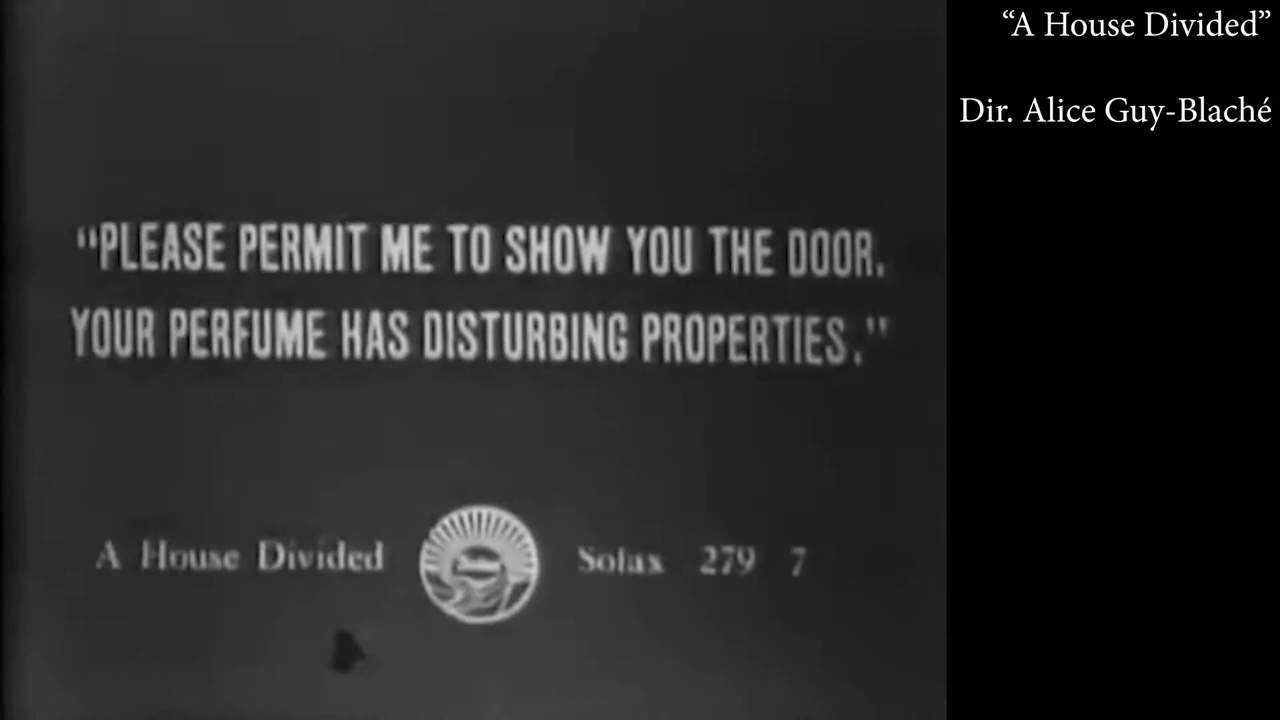 "PLEASE PERMIT ME TO SHOW YOU THE DOOR.
YOUR PERFUME HAS DISTURBING PROPERTIES."
A House Divided Solax 279 7
“A House Divided”
Dir. Alice Guy-Blaché